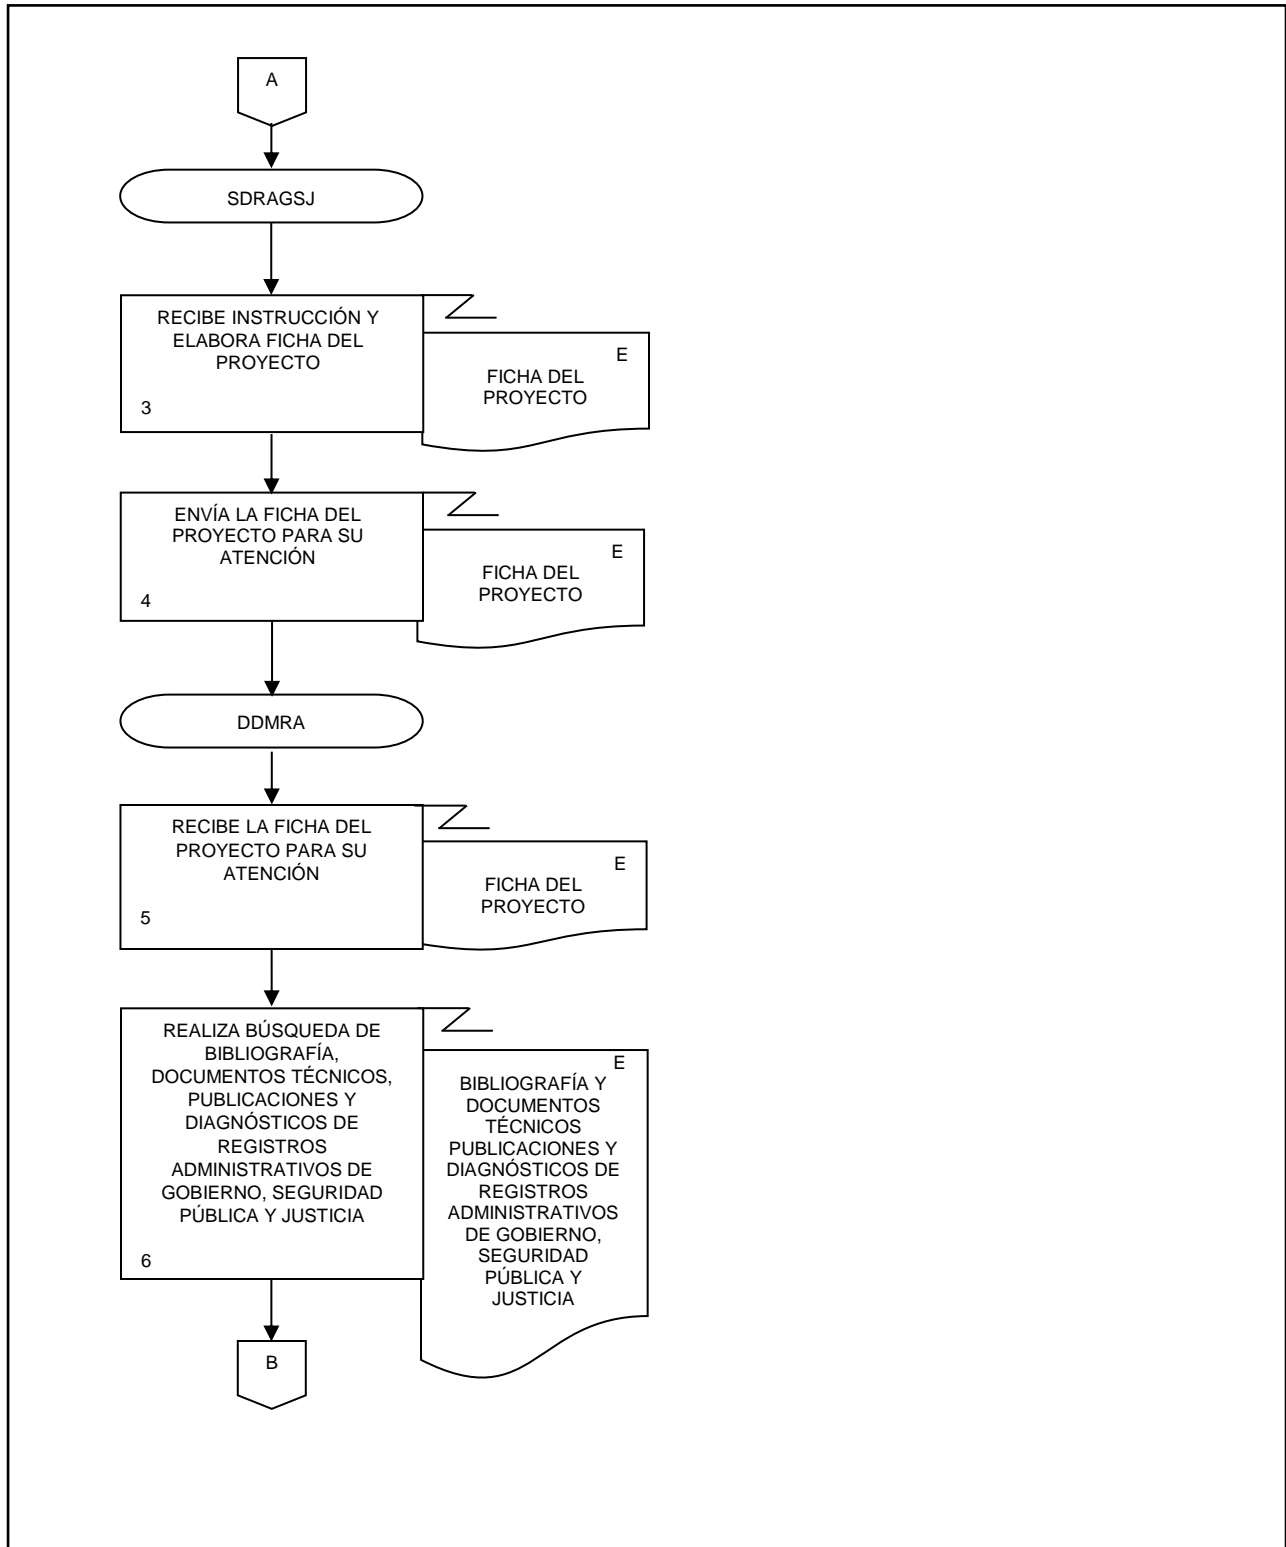 A
SDRAGSJ
RECIBE INSTRUCCIÓN Y
ELABORA FICHA DEL
PROYECTO
3
E
FICHA DEL
PROYECTO
ENVÍA LA FICHA DEL
PROYECTO PARA SU
ATENCIÓN
4
E
FICHA DEL
PROYECTO
DDMRA
RECIBE LA FICHA DEL
PROYECTO PARA SU
ATENCIÓN
5
E
FICHA DEL
PROYECTO
REALIZA BÚSQUEDA DE
BIBLIOGRAFÍA,
DOCUMENTOS TÉCNICOS,
PUBLICACIONES Y
DIAGNÓSTICOS DE
REGISTROS
ADMINISTRATIVOS DE
GOBIERNO, SEGURIDAD
PÚBLICA Y JUSTICIA
6
E
BIBLIOGRAFÍA Y
DOCUMENTOS
TÉCNICOS
PUBLICACIONES Y
DIAGNÓSTICOS DE
REGISTROS
ADMINISTRATIVOS
DE GOBIERNO,
SEGURIDAD
PÚBLICA Y
JUSTICIA
B